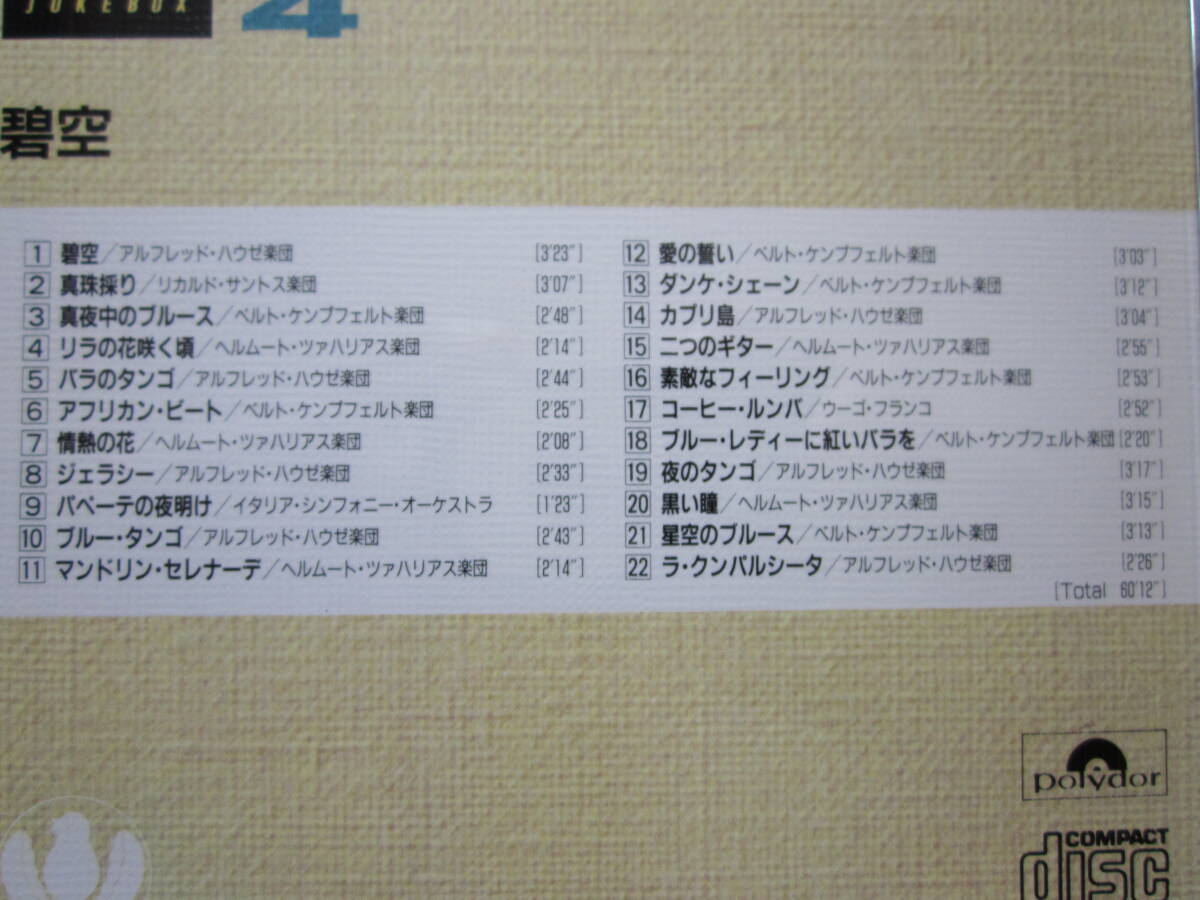 JUKEBOX 4
碧空
1 碧空／アルフレッド・ハウゼ楽団 [3'23"]
2 真珠採り／リカルド・サントス楽団 [3'07"]
3 真夜中のブルース／ベルト・ケンプフェルト楽団 [2'48"]
4 リラの花咲く頃／ヘルムート・ツァハリアス楽団 [2'14"]
5 バラのタンゴ／アルフレッド・ハウゼ楽団 [2'44"]
6 アフリカン・ビート／ベルト・ケンプフェルト楽団 [2'25"]
7 情熱の花／ヘルムート・ツァハリアス楽団 [2'08"]
8 ジェラシー／アルフレッド・ハウゼ楽団 [2'33"]
9 パペーテの夜明け／イタリア・シンフォニー・オーケストラ [1'23"]
10 ブルー・タンゴ／アルフレッド・ハウゼ楽団 [2'43"]
11 マンドリン・セレナーデ／ヘルムート・ツァハリアス楽団 [2'14"]
12 愛の誓い／ベルト・ケンプフェルト楽団 [3'03"]
13 ダンケ・シェーン／ベルト・ケンプフェルト楽団 [3'12"]
14 カプリ島／アルフレッド・ハウゼ楽団 [3'04"]
15 二つのギター／ヘルムート・ツァハリアス楽団 [2'55"]
16 素敵なフィーリング／ベルト・ケンプフェルト楽団 [2'53"]
17 コーヒー・ルンバ／ウーゴ・フランコ [2'52"]
18 ブルー・レディーに紅いバラを／ベルト・ケンプフェルト楽団 [2'20"]
19 夜のタンゴ／アルフレッド・ハウゼ楽団 [3'17"]
20 黒い瞳／ヘルムート・ツァハリアス楽団 [3'15"]
21 星空のブルース／ベルト・ケンプフェルト楽団 [3'13"]
22 ラ・クンパルシータ／アルフレッド・ハウゼ楽団 [2'26"]
[Total 60'12"]
polydor
COMPACT
disc